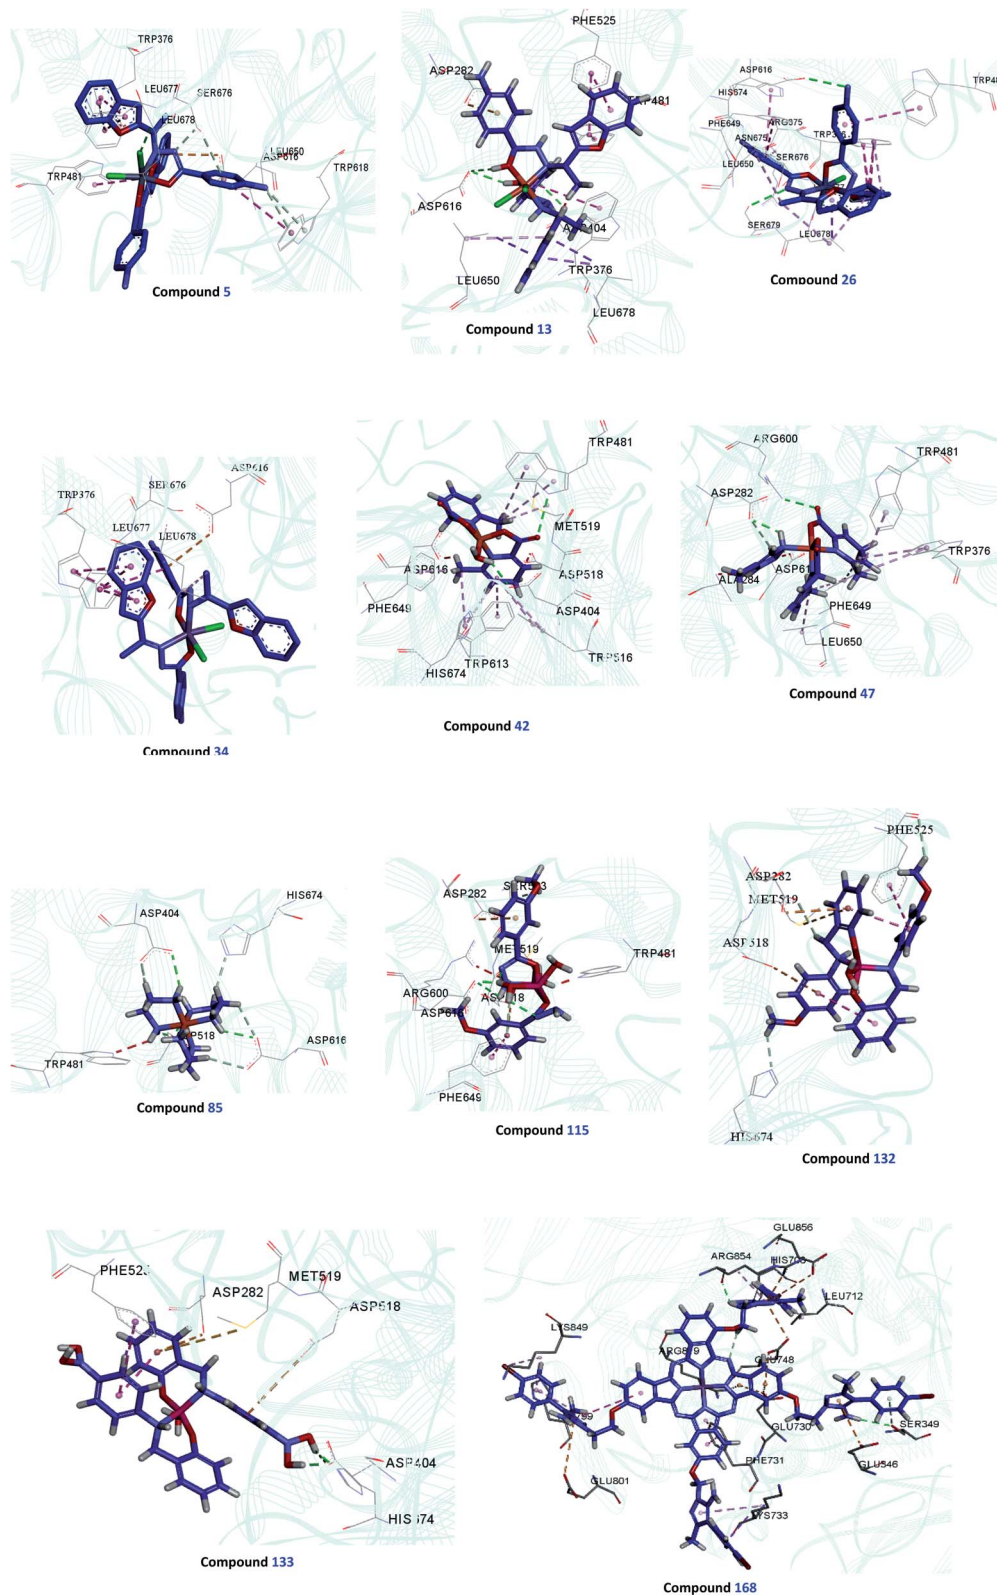 TRP376
LEU677
SER676
LEU678
LEU650
ASP616
TRP618
TRP481
Compound 5
PHE525
ASP282
TRP481
ASP616
LEU650
TRP376
LEU678
Compound 13
ASP616
HIS674
PHE649
ARG375
ASN675
LEU650
SER676
SER679
LEU678
Compound 26
ASP616
TRP376
SER676
LEU677
LEU678
Compound 34
TRP481
MET519
ASP616
ASP518
PHE649
ASP404
HIS674
TRP613
TRP516
Compound 42
ARG600
TRP481
ASP282
TRP376
PHE649
LEU650
Compound 47
HIS674
ASP404
TRP481
ASP616
Compound 85
ASP282
MET519
TRP481
ARG600
PHE649
Compound 115
PHE525
ASP282
MET519
ASP518
HIS674
Compound 132
ASP282
MET519
ASP404
Compound 133
GLU856
ARG854
LEU712
LYS849
GLU748
SER349
GLU730
PHE731
GLU346
GLU801
LYS733
Compound 168